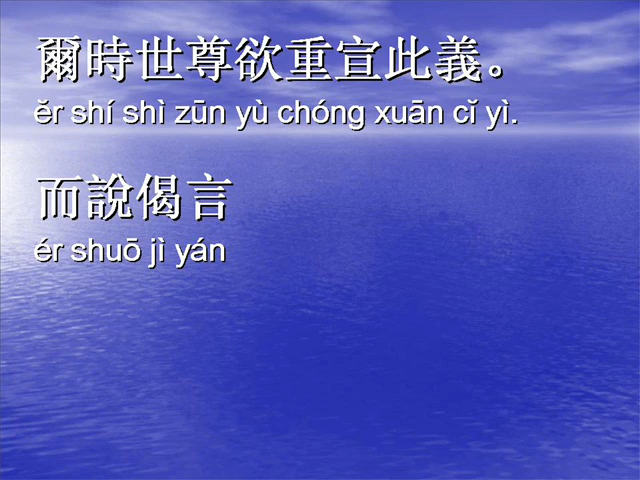 爾時世尊欲重宣此義。
ěr shí shì zūn yù chóng xuān cǐ yì.
而說偈言
ér shuō jì yán